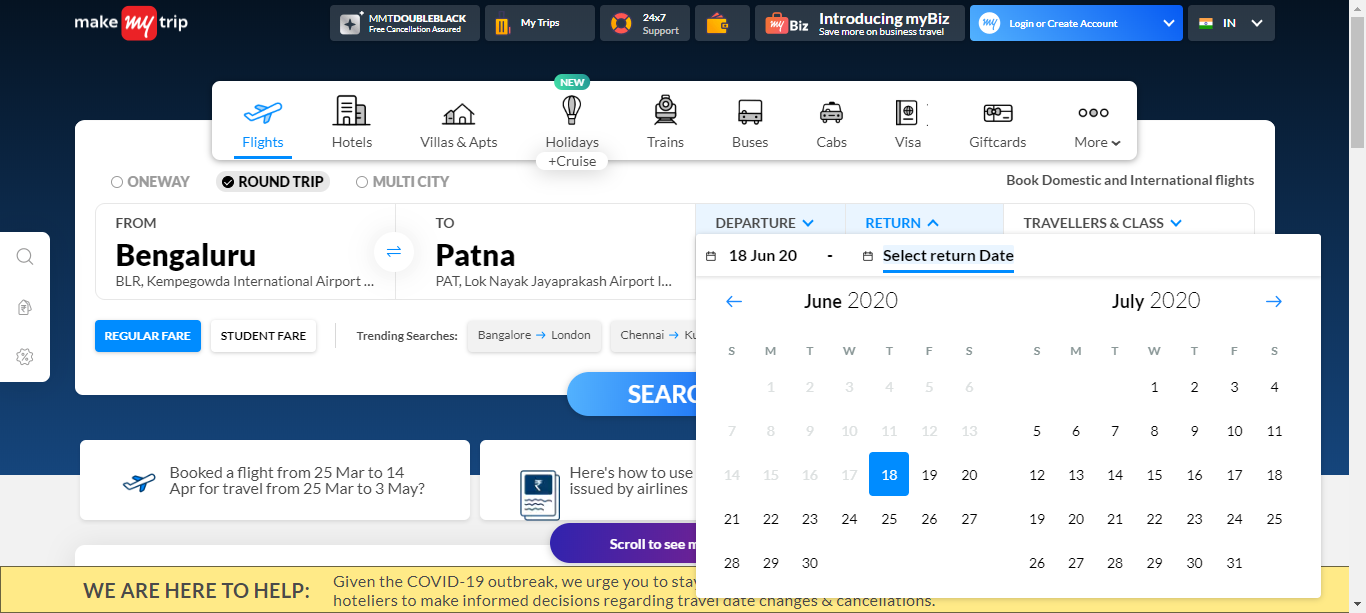 make my trip
MMTDOUBLEBLACK
Free Cancellation Assured
My Trips
24x7
Support
my Biz
Introducing myBiz
Save more on business travel
my
Login or Create Account
IN
NEW
Flights
Hotels
Villas & Apts
Holidays
+Cruise
Trains
Buses
Cabs
Visa
Giftcards
More
ONEWAY
ROUND TRIP
MULTI CITY
Book Domestic and International flights
FROM
Bengaluru
BLR, Kempegowda International Airport ...
TO
Patna
PAT, Lok Nayak Jayaprakash Airport I...
DEPARTURE
RETURN
TRAVELLERS & CLASS
18 Jun 20 - Select return Date
June 2020
S M T W T F S
1 2 3 4 5 6
7 8 9 10 11 12 13
14 15 16 17 18 19 20
21 22 23 24 25 26 27
28 29 30
July 2020
S M T W T F S
1 2 3 4
5 6 7 8 9 10 11
12 13 14 15 16 17 18
19 20 21 22 23 24 25
26 27 28 29 30 31
REGULAR FARE
STUDENT FARE
Trending Searches:
Bangalore → London
Chennai → Ku
SEARC
Booked a flight from 25 Mar to 14
Apr for travel from 25 Mar to 3 May?
₹
Here's how to use
issued by airlines
Scroll to see m
WE ARE HERE TO HELP:
Given the COVID-19 outbreak, we urge you to stay
hoteliers to make informed decisions regarding travel date changes & cancellations.